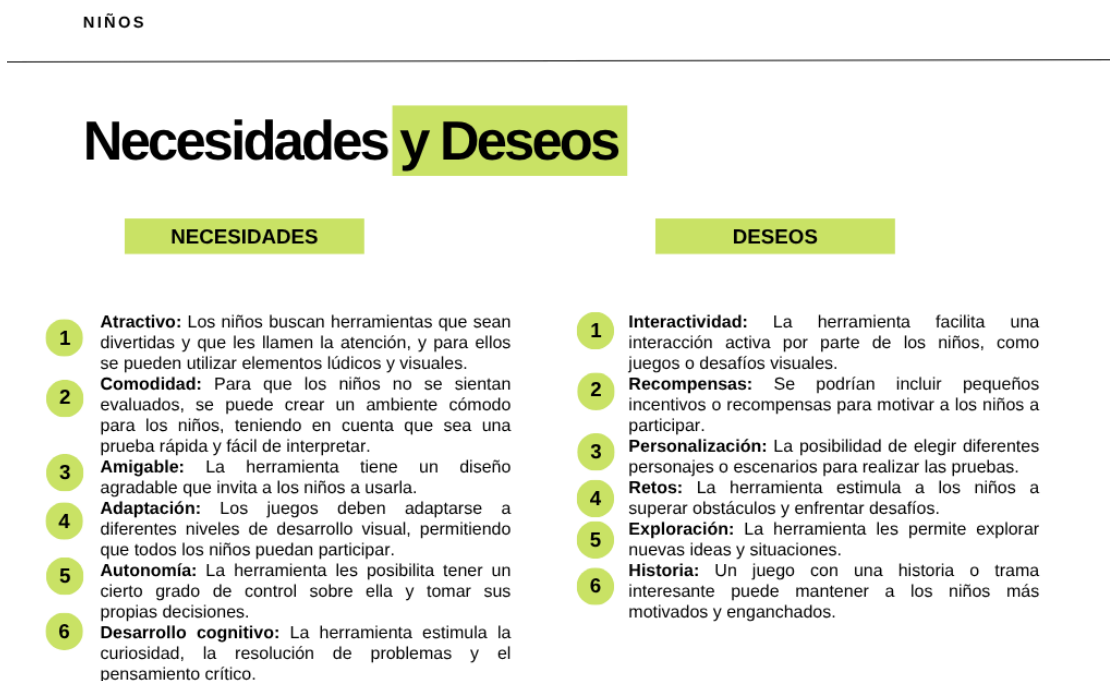 NIÑOS
Necesidades y Deseos
NECESIDADES
1
Atractivo: Los niños buscan herramientas que sean
divertidas y que les llamen la atención, y para ellos
se pueden utilizar elementos lúdicos y visuales.
2
Comodidad: Para que los niños no se sientan
evaluados, se puede crear un ambiente cómodo
para los niños, teniendo en cuenta que sea una
prueba rápida y fácil de interpretar.
3
Amigable: La herramienta tiene un diseño
agradable que invita a los niños a usarla.
4
Adaptación: Los juegos deben adaptarse a
diferentes niveles de desarrollo visual, permitiendo
que todos los niños puedan participar.
5
Autonomía: La herramienta les posibilita tener un
cierto grado de control sobre ella y tomar sus
propias decisiones.
6
Desarrollo cognitivo: La herramienta estimula la
curiosidad, la resolución de problemas y el
pensamiento crítico.
DESEOS
1
Interactividad: La herramienta facilita una
interacción activa por parte de los niños, como
juegos o desafíos visuales.
2
Recompensas: Se podrían incluir pequeños
incentivos o recompensas para motivar a los niños a
participar.
3
Personalización: La posibilidad de elegir diferentes
personajes o escenarios para realizar las pruebas.
4
Retos: La herramienta estimula a los niños a
superar obstáculos y enfrentar desafíos.
5
Exploración: La herramienta les permite explorar
nuevas ideas y situaciones.
6
Historia: Un juego con una historia o trama
interesante puede mantener a los niños más
motivados y enganchados.